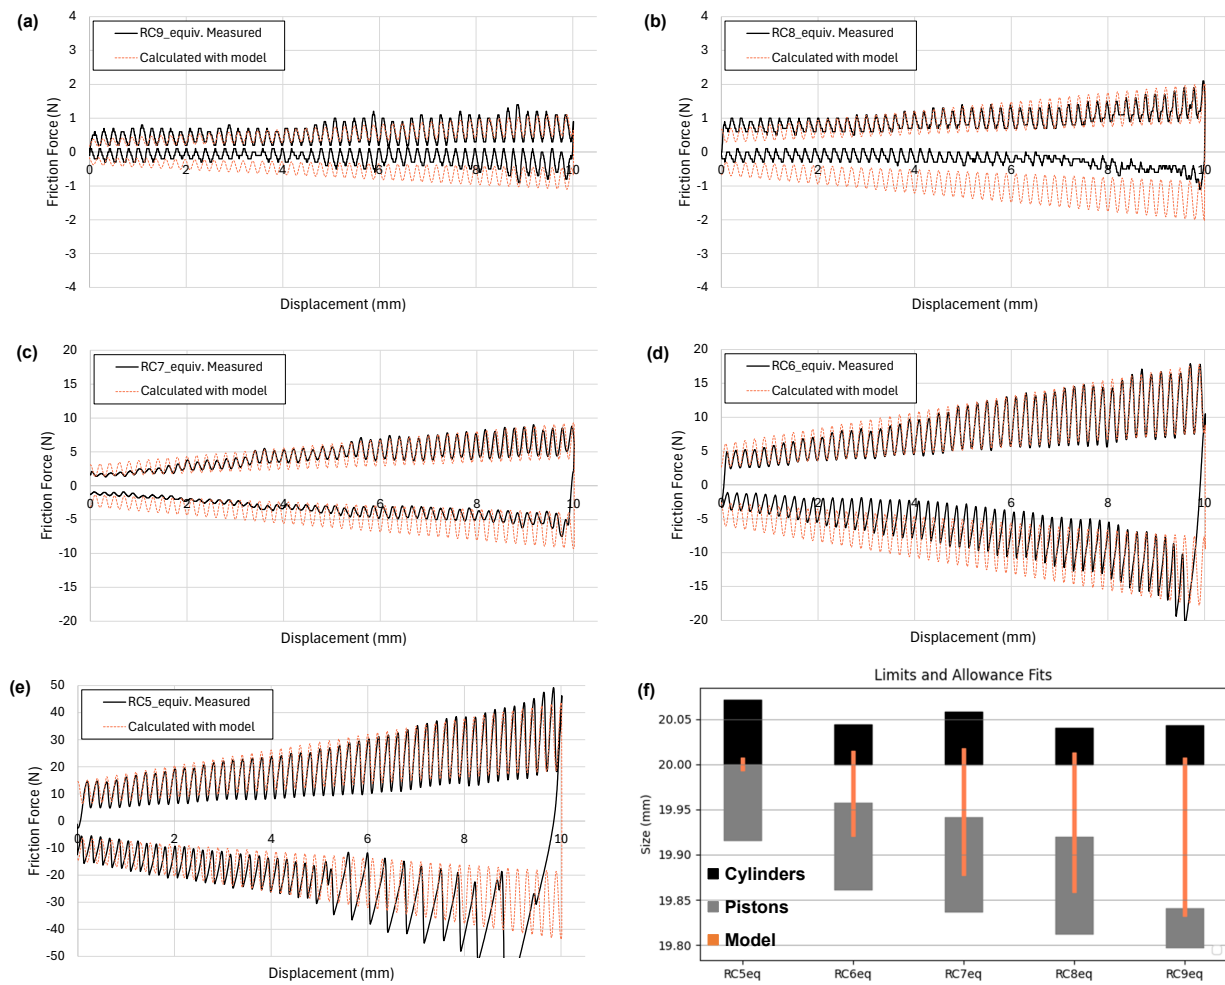 (a)
RC9_equiv. Measured
Calculated with model
4
3
2
1
0
-1
-2
-3
-4
0
2
4
6
8
10
Friction Force (N)
Displacement (mm)
(b)
RC8_equiv. Measured
Calculated with model
4
3
2
1
0
-1
-2
-3
-4
0
2
4
6
8
10
Friction Force (N)
Displacement (mm)
(c)
RC7_equiv. Measured
Calculated with model
20
15
10
5
0
-5
-10
-15
-20
0
2
4
6
8
10
Friction Force (N)
Displacement (mm)
(d)
RC6_equiv. Measured
Calculated with model
20
15
10
5
0
-5
-10
-15
-20
0
2
4
6
8
10
Friction Force (N)
Displacement (mm)
(e)
RC5_equiv. Measured
Calculated with model
50
40
30
20
10
0
-10
-20
-30
-40
-50
0
2
4
6
8
10
Friction Force (N)
Displacement (mm)
(f)
Limits and Allowance Fits
20.05
20.00
19.95
19.90
19.85
19.80
Size (mm)
Cylinders
Pistons
Model
RC5eq
RC6eq
RC7eq
RC8eq
RC9eq